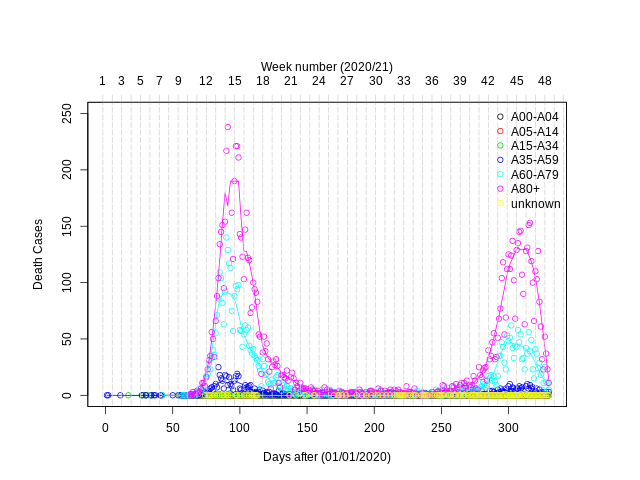 Week number (2020/21)
1 3 5 7 9 12 15 18 21 24 27 30 33 36 39 42 45 48
250
200
150
100
50
0
Death Cases
A00-A04
A05-A14
A15-A34
A35-A59
A60-A79
A80+
unknown
0 50 100 150 200 250 300
Days after (01/01/2020)